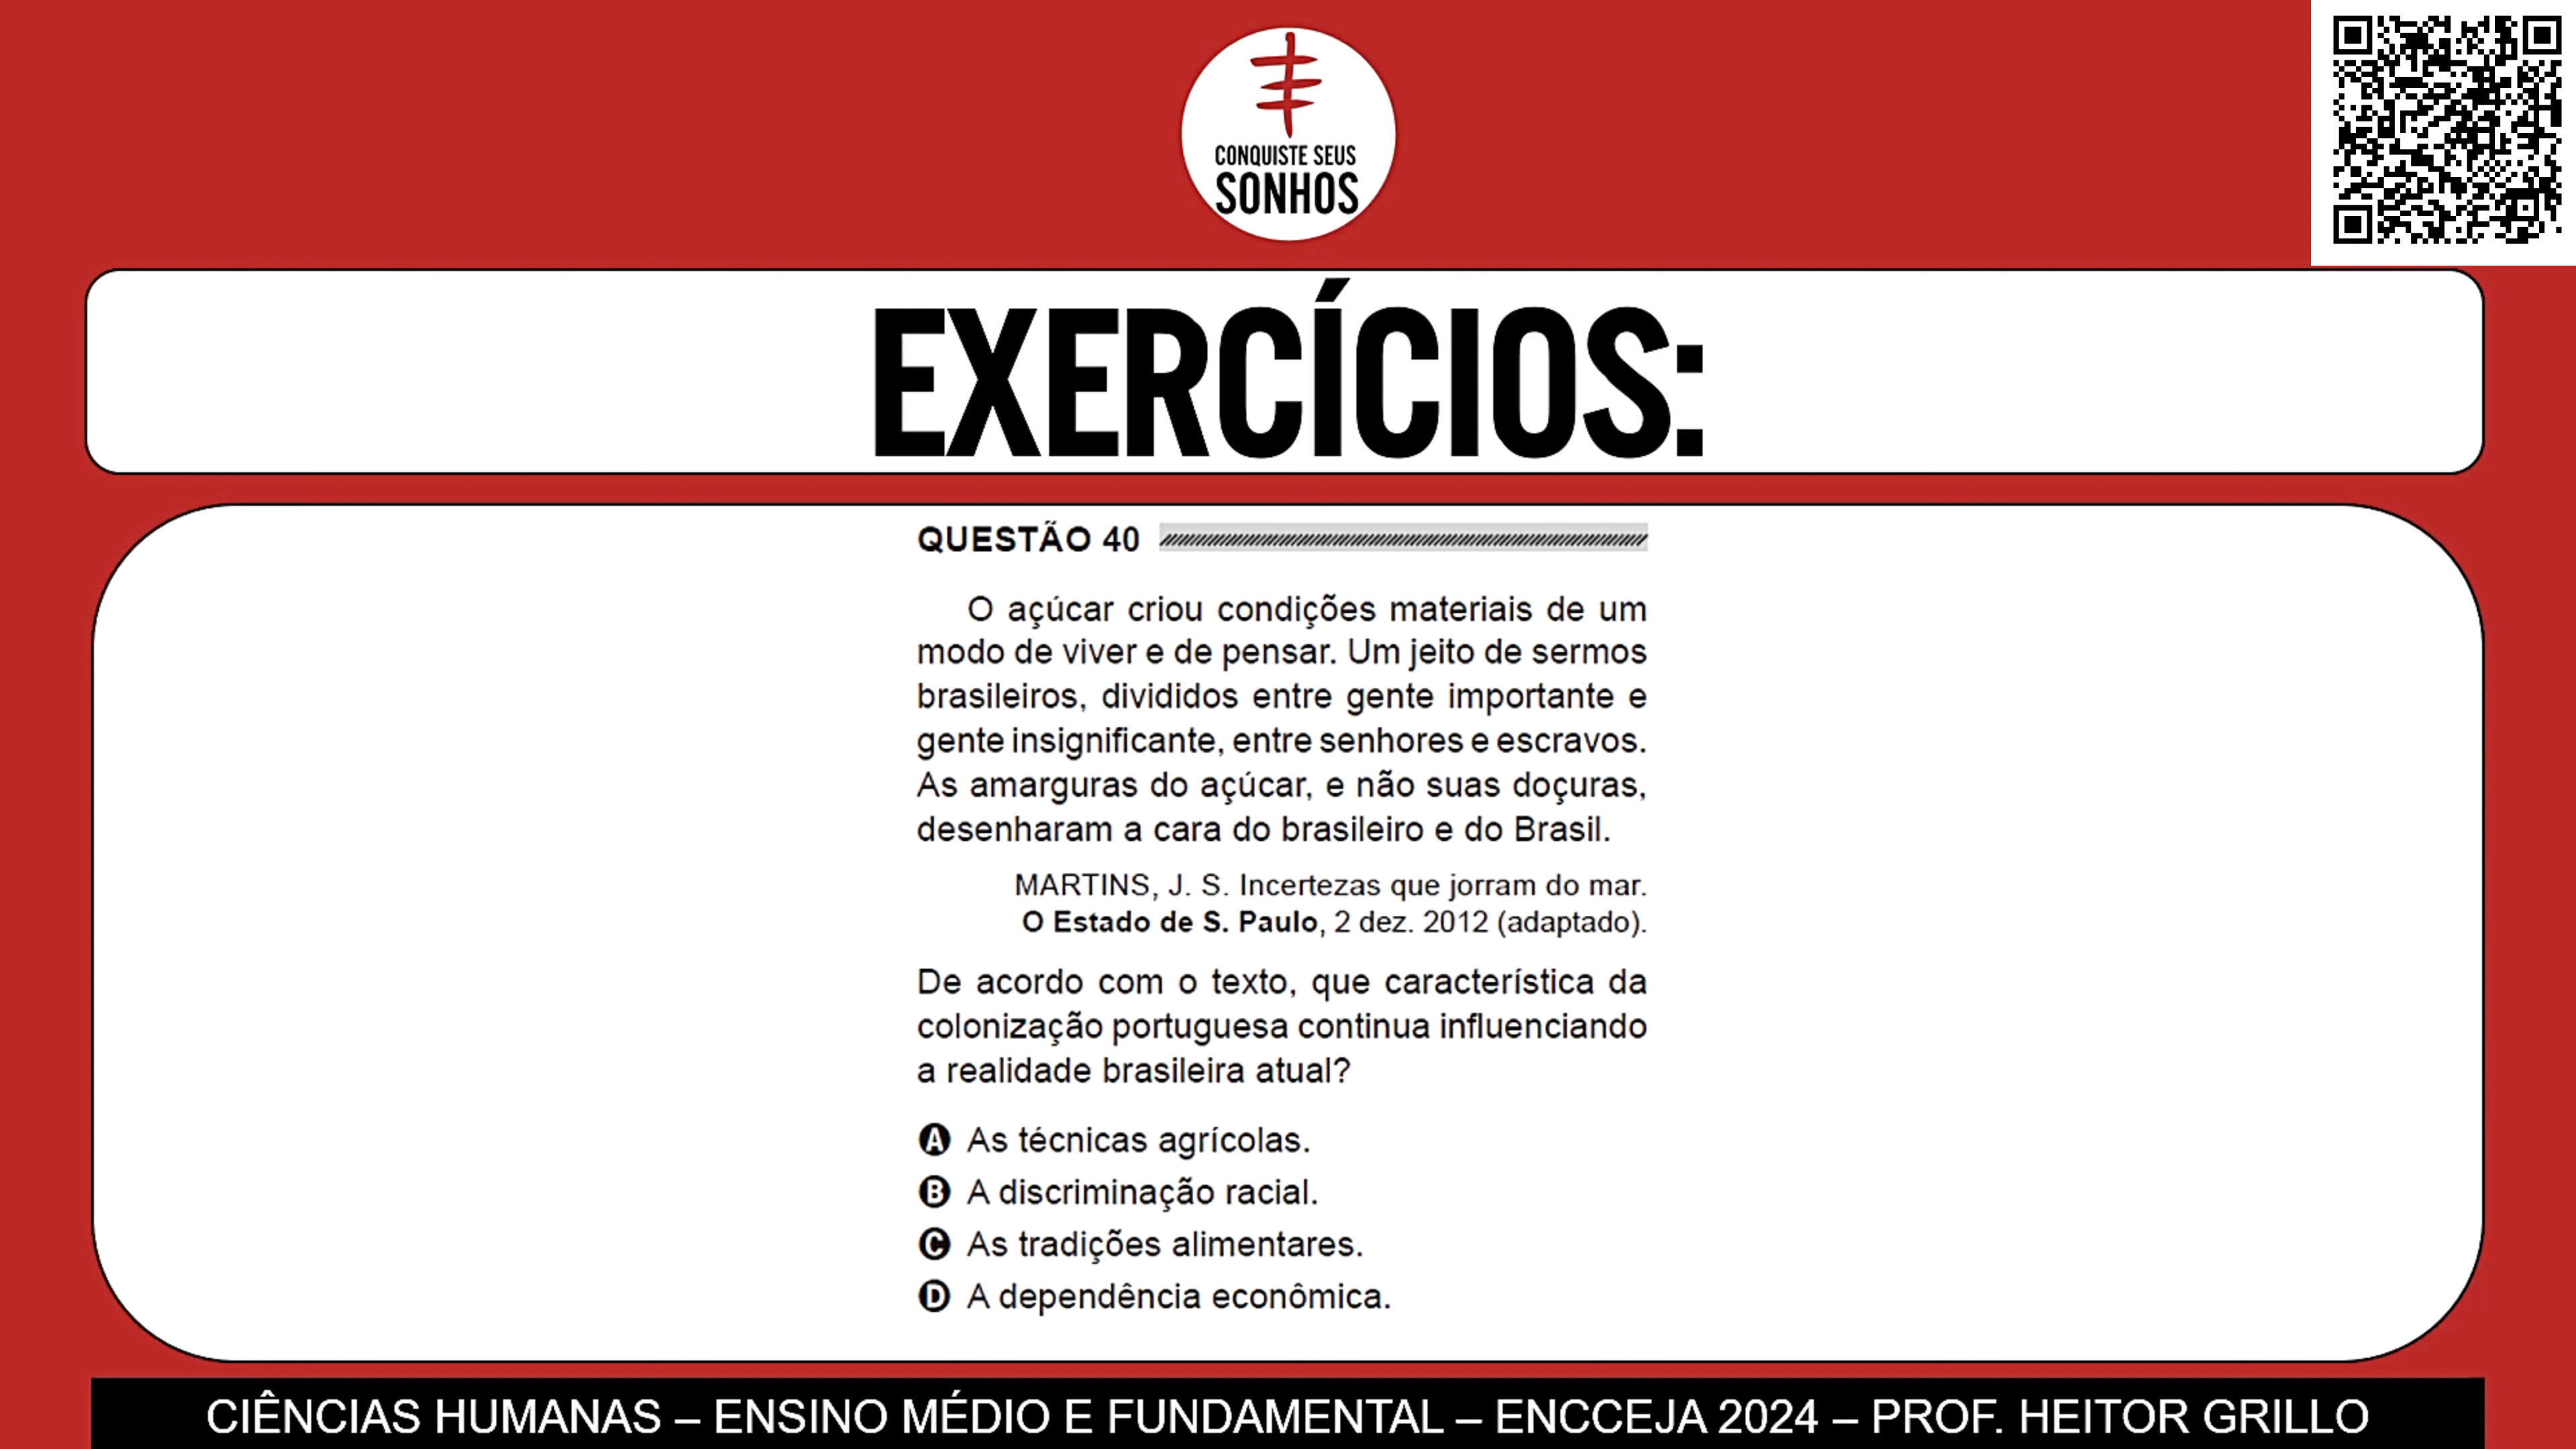 CONQUISTE SEUS
SONHOS
EXERCÍCIOS:
QUESTÃO 40
O açúcar criou condições materiais de um
modo de viver e de pensar. Um jeito de sermos
brasileiros, divididos entre gente importante e
gente insignificante, entre senhores e escravos.
As amarguras do açúcar, e não suas doçuras,
desenharam a cara do brasileiro e do Brasil.
MARTINS, J. S. Incertezas que jorram do mar.
O Estado de S. Paulo, 2 dez. 2012 (adaptado).
De acordo com o texto, que característica da
colonização portuguesa continua influenciando
a realidade brasileira atual?
A As técnicas agrícolas.
B A discriminação racial.
C As tradições alimentares.
D A dependência econômica.
CIÊNCIAS HUMANAS – ENSINO MÉDIO E FUNDAMENTAL – ENCCEJA 2024 – PROF. HEITOR GRILLO